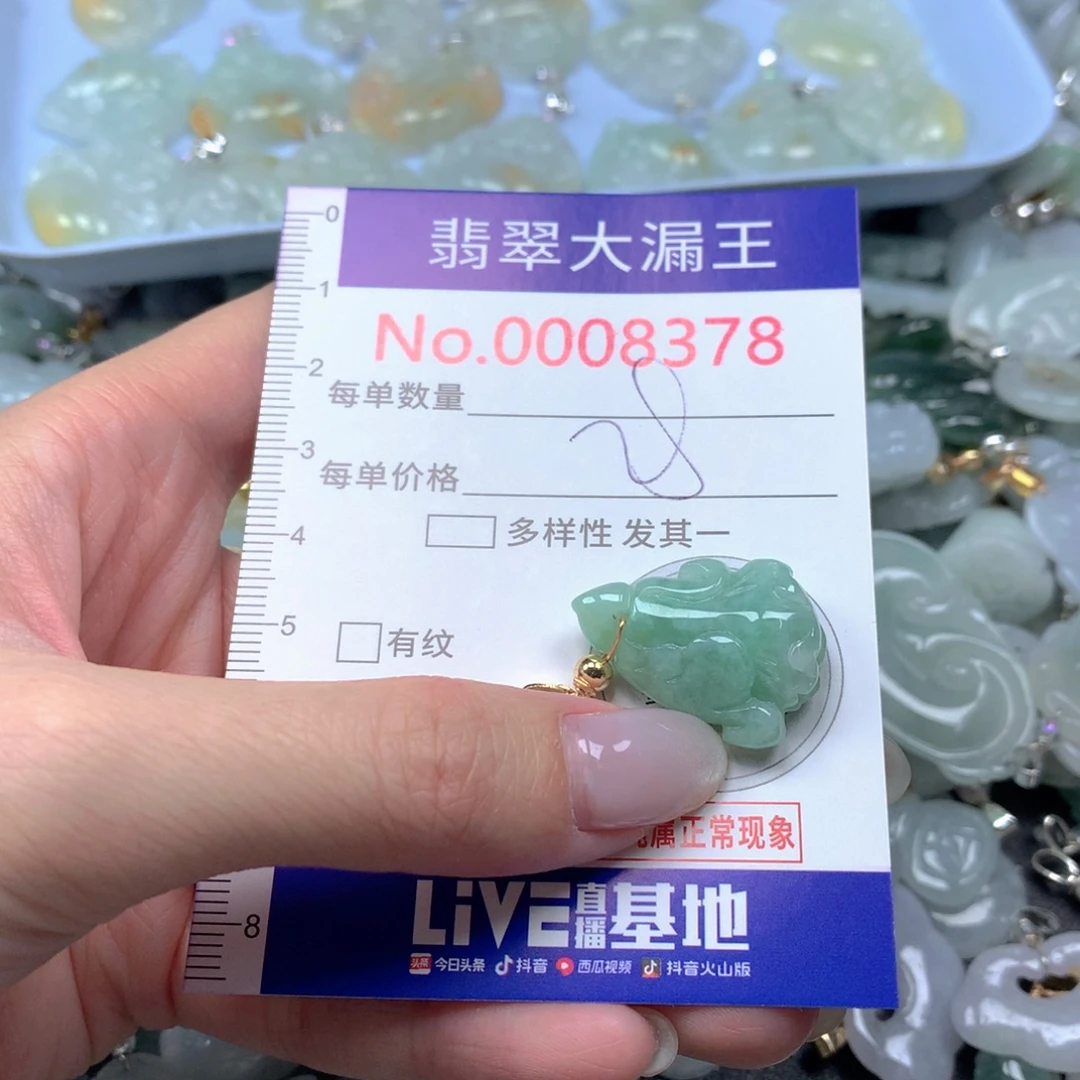 翡翠大漏王
0
1
No.0008378
2
每单数量
3
每单价格
4
多样性 发其一
5
有纹
属正常现象
LiVE直播基地
8
头条 今日头条 抖音 西瓜视频 抖音火山版